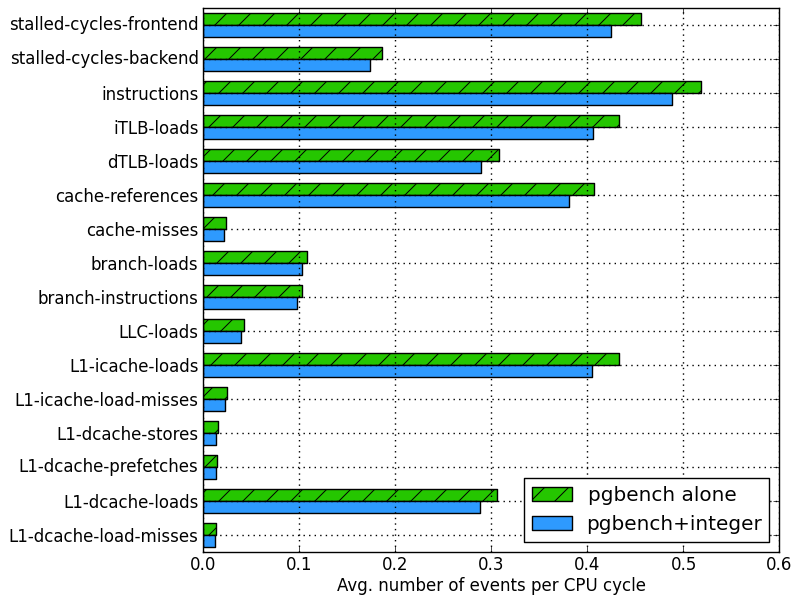 stalled-cycles-frontend
stalled-cycles-backend
instructions
iTLB-loads
dTLB-loads
cache-references
cache-misses
branch-loads
branch-instructions
LLC-loads
L1-icache-loads
L1-icache-load-misses
L1-dcache-stores
L1-dcache-prefetches
L1-dcache-loads
L1-dcache-load-misses
pgbench alone
pgbench+integer
0.0 0.1 0.2 0.3 0.4 0.5 0.6
Avg. number of events per CPU cycle